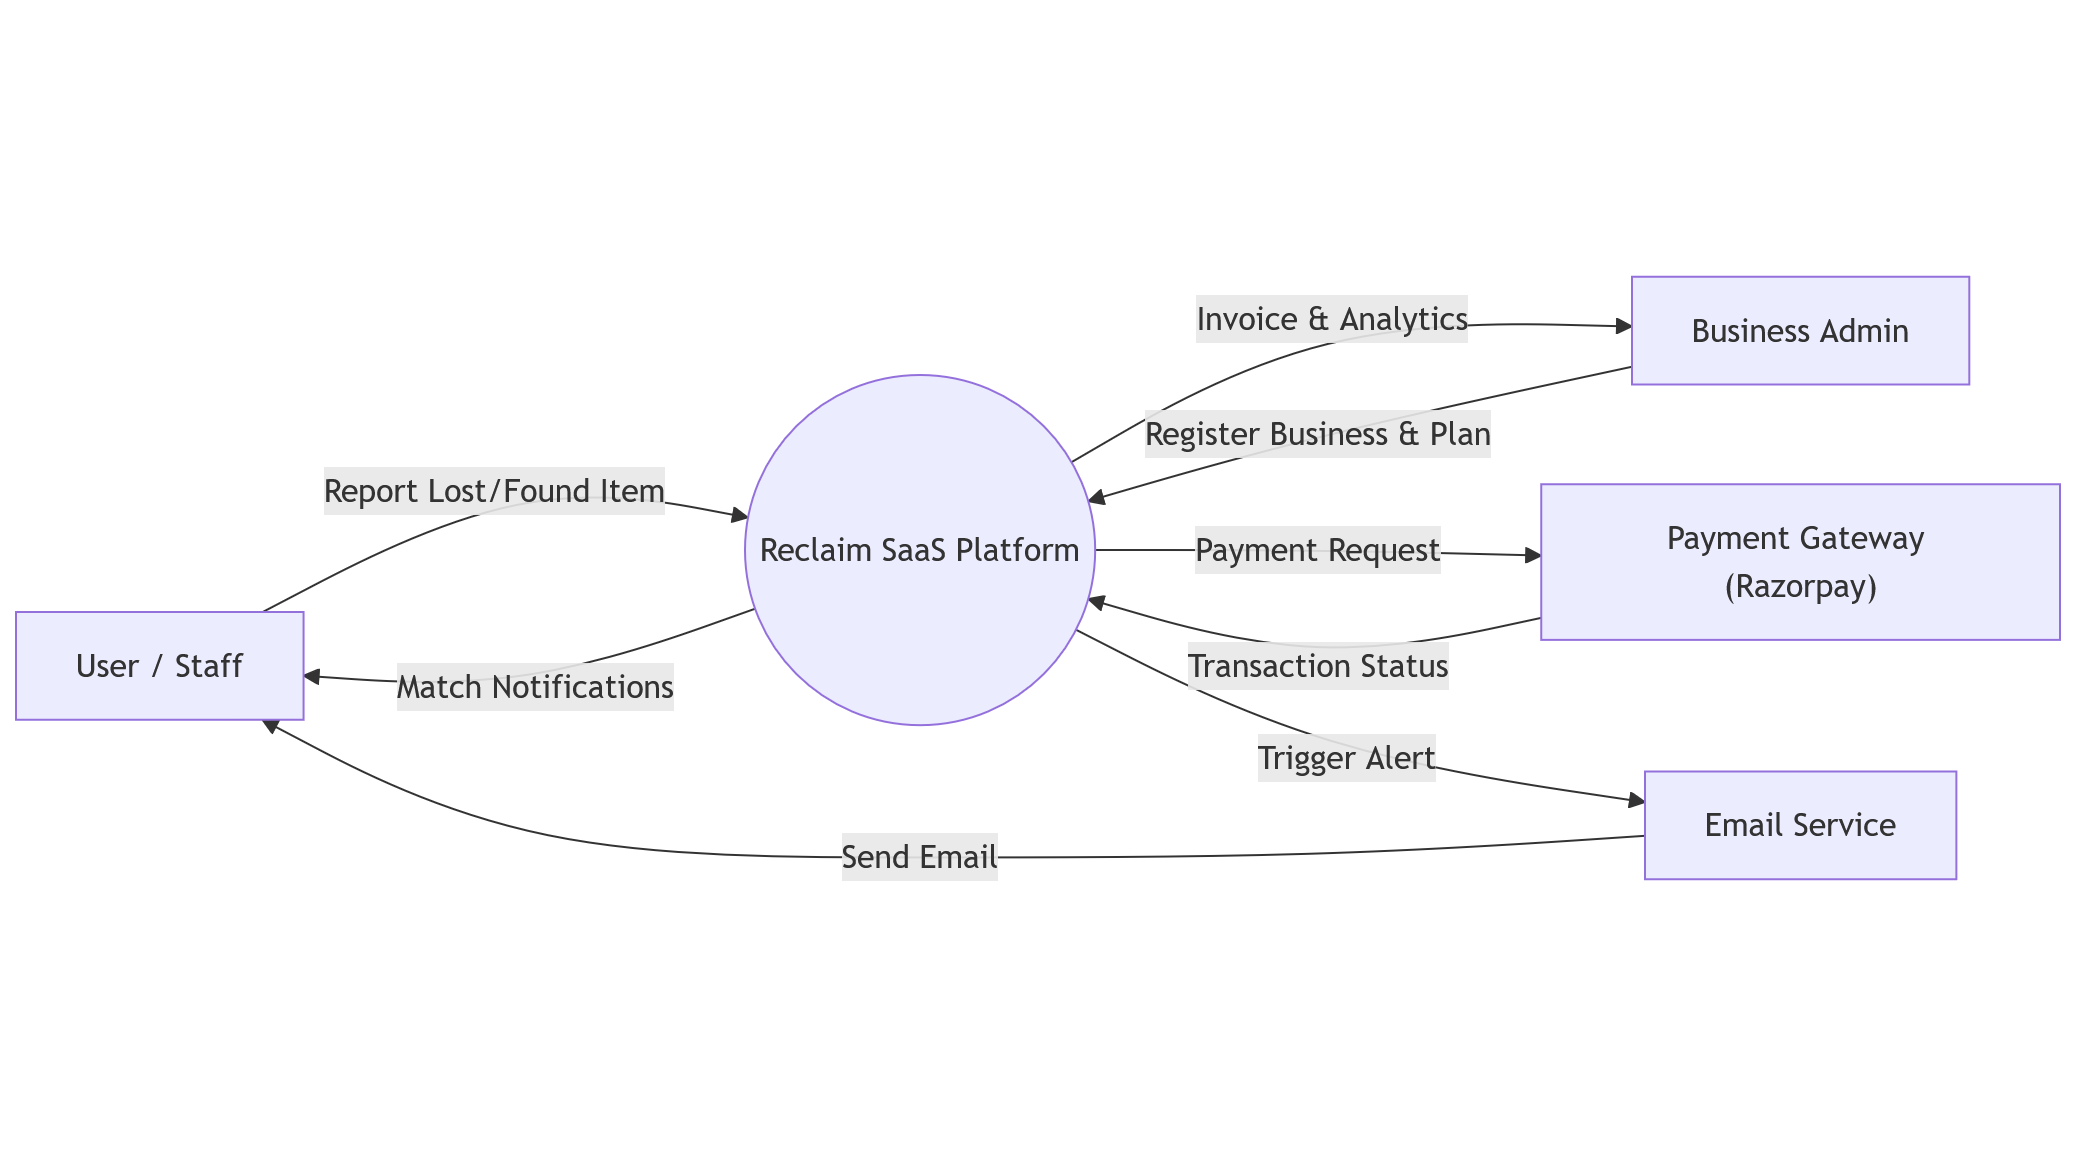 Invoice & Analytics
Business Admin
Register Business & Plan
Report Lost/Found Item
Reclaim SaaS Platform
Payment Request
Payment Gateway
(Razorpay)
User / Staff
Match Notifications
Transaction Status
Trigger Alert
Email Service
Send Email